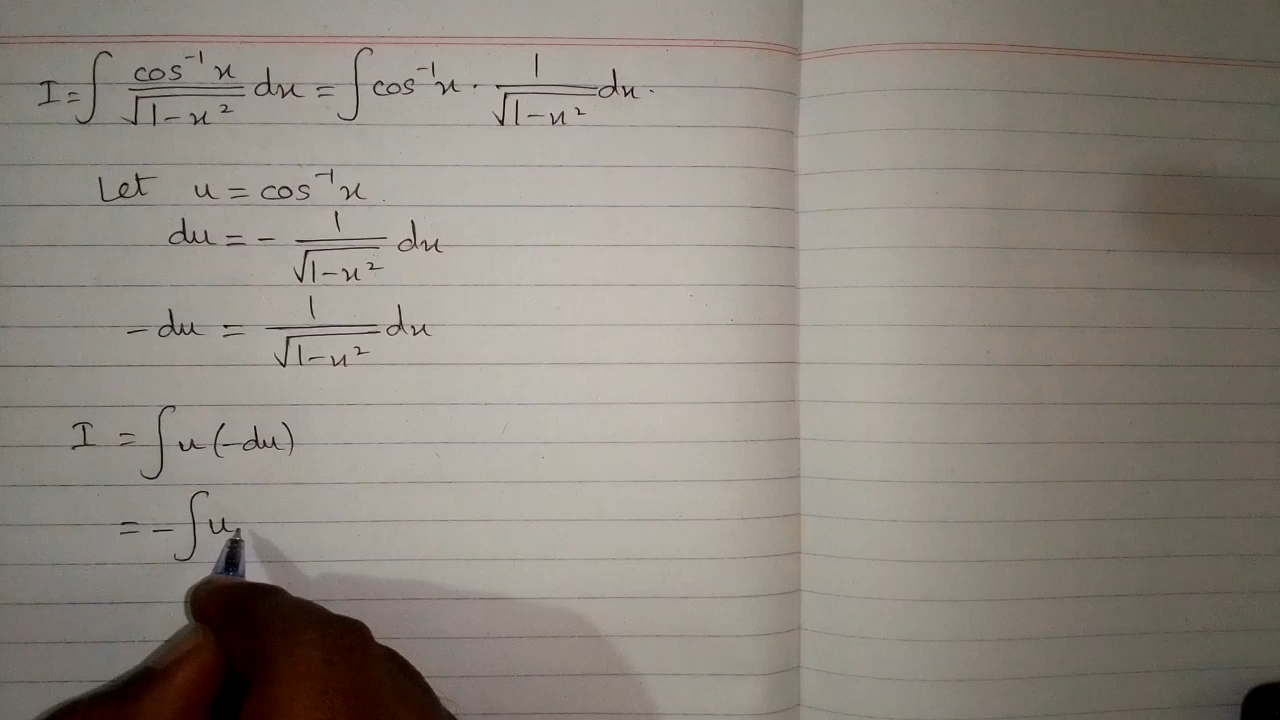 I = ∫ cos⁻¹x / √(1-x²) dx = ∫ cos⁻¹x · 1/√(1-x²) dx.
Let u = cos⁻¹x.
du = - 1/√(1-x²) dx
-du = 1/√(1-x²) dx
I = ∫ u (-du)
= - ∫ u